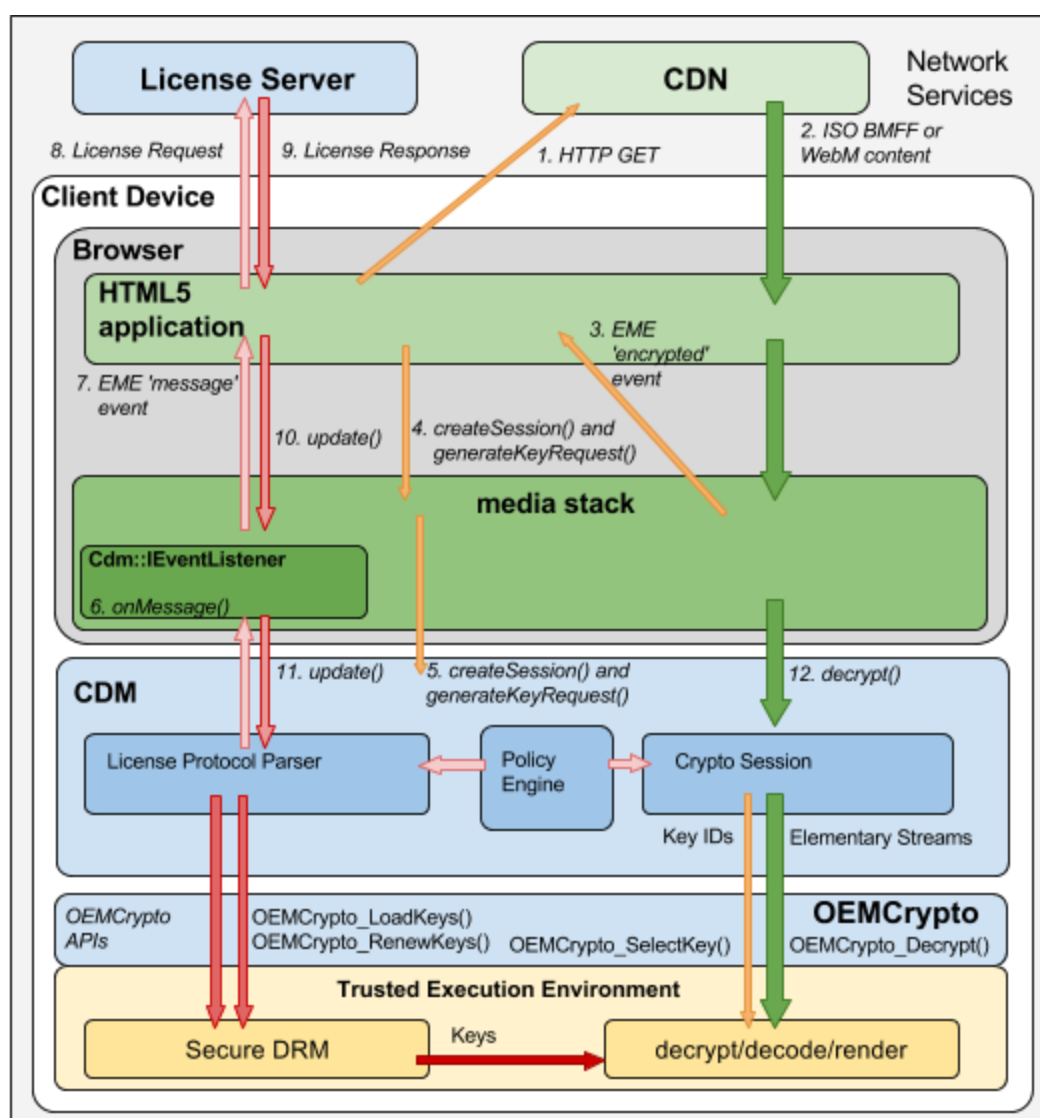 License Server
CDN
Network
Services
8. License Request
9. License Response
1. HTTP GET
2. ISO BMFF or
WebM content
Client Device
Browser
HTML5
application
3. EME
'encrypted'
event
7. EME 'message'
event
10. update()
4. createSession() and
generateKeyRequest()
media stack
Cdm::IEventListener
6. onMessage()
11. update()
5. createSession() and
generateKeyRequest()
12. decrypt()
CDM
License Protocol Parser
Policy
Engine
Crypto Session
Key IDs
Elementary Streams
OEMCrypto
APIs
OEMCrypto_LoadKeys()
OEMCrypto_RenewKeys()
OEMCrypto_SelectKey()
OEMCrypto
OEMCrypto_Decrypt()
Trusted Execution Environment
Secure DRM
Keys
decrypt/decode/render